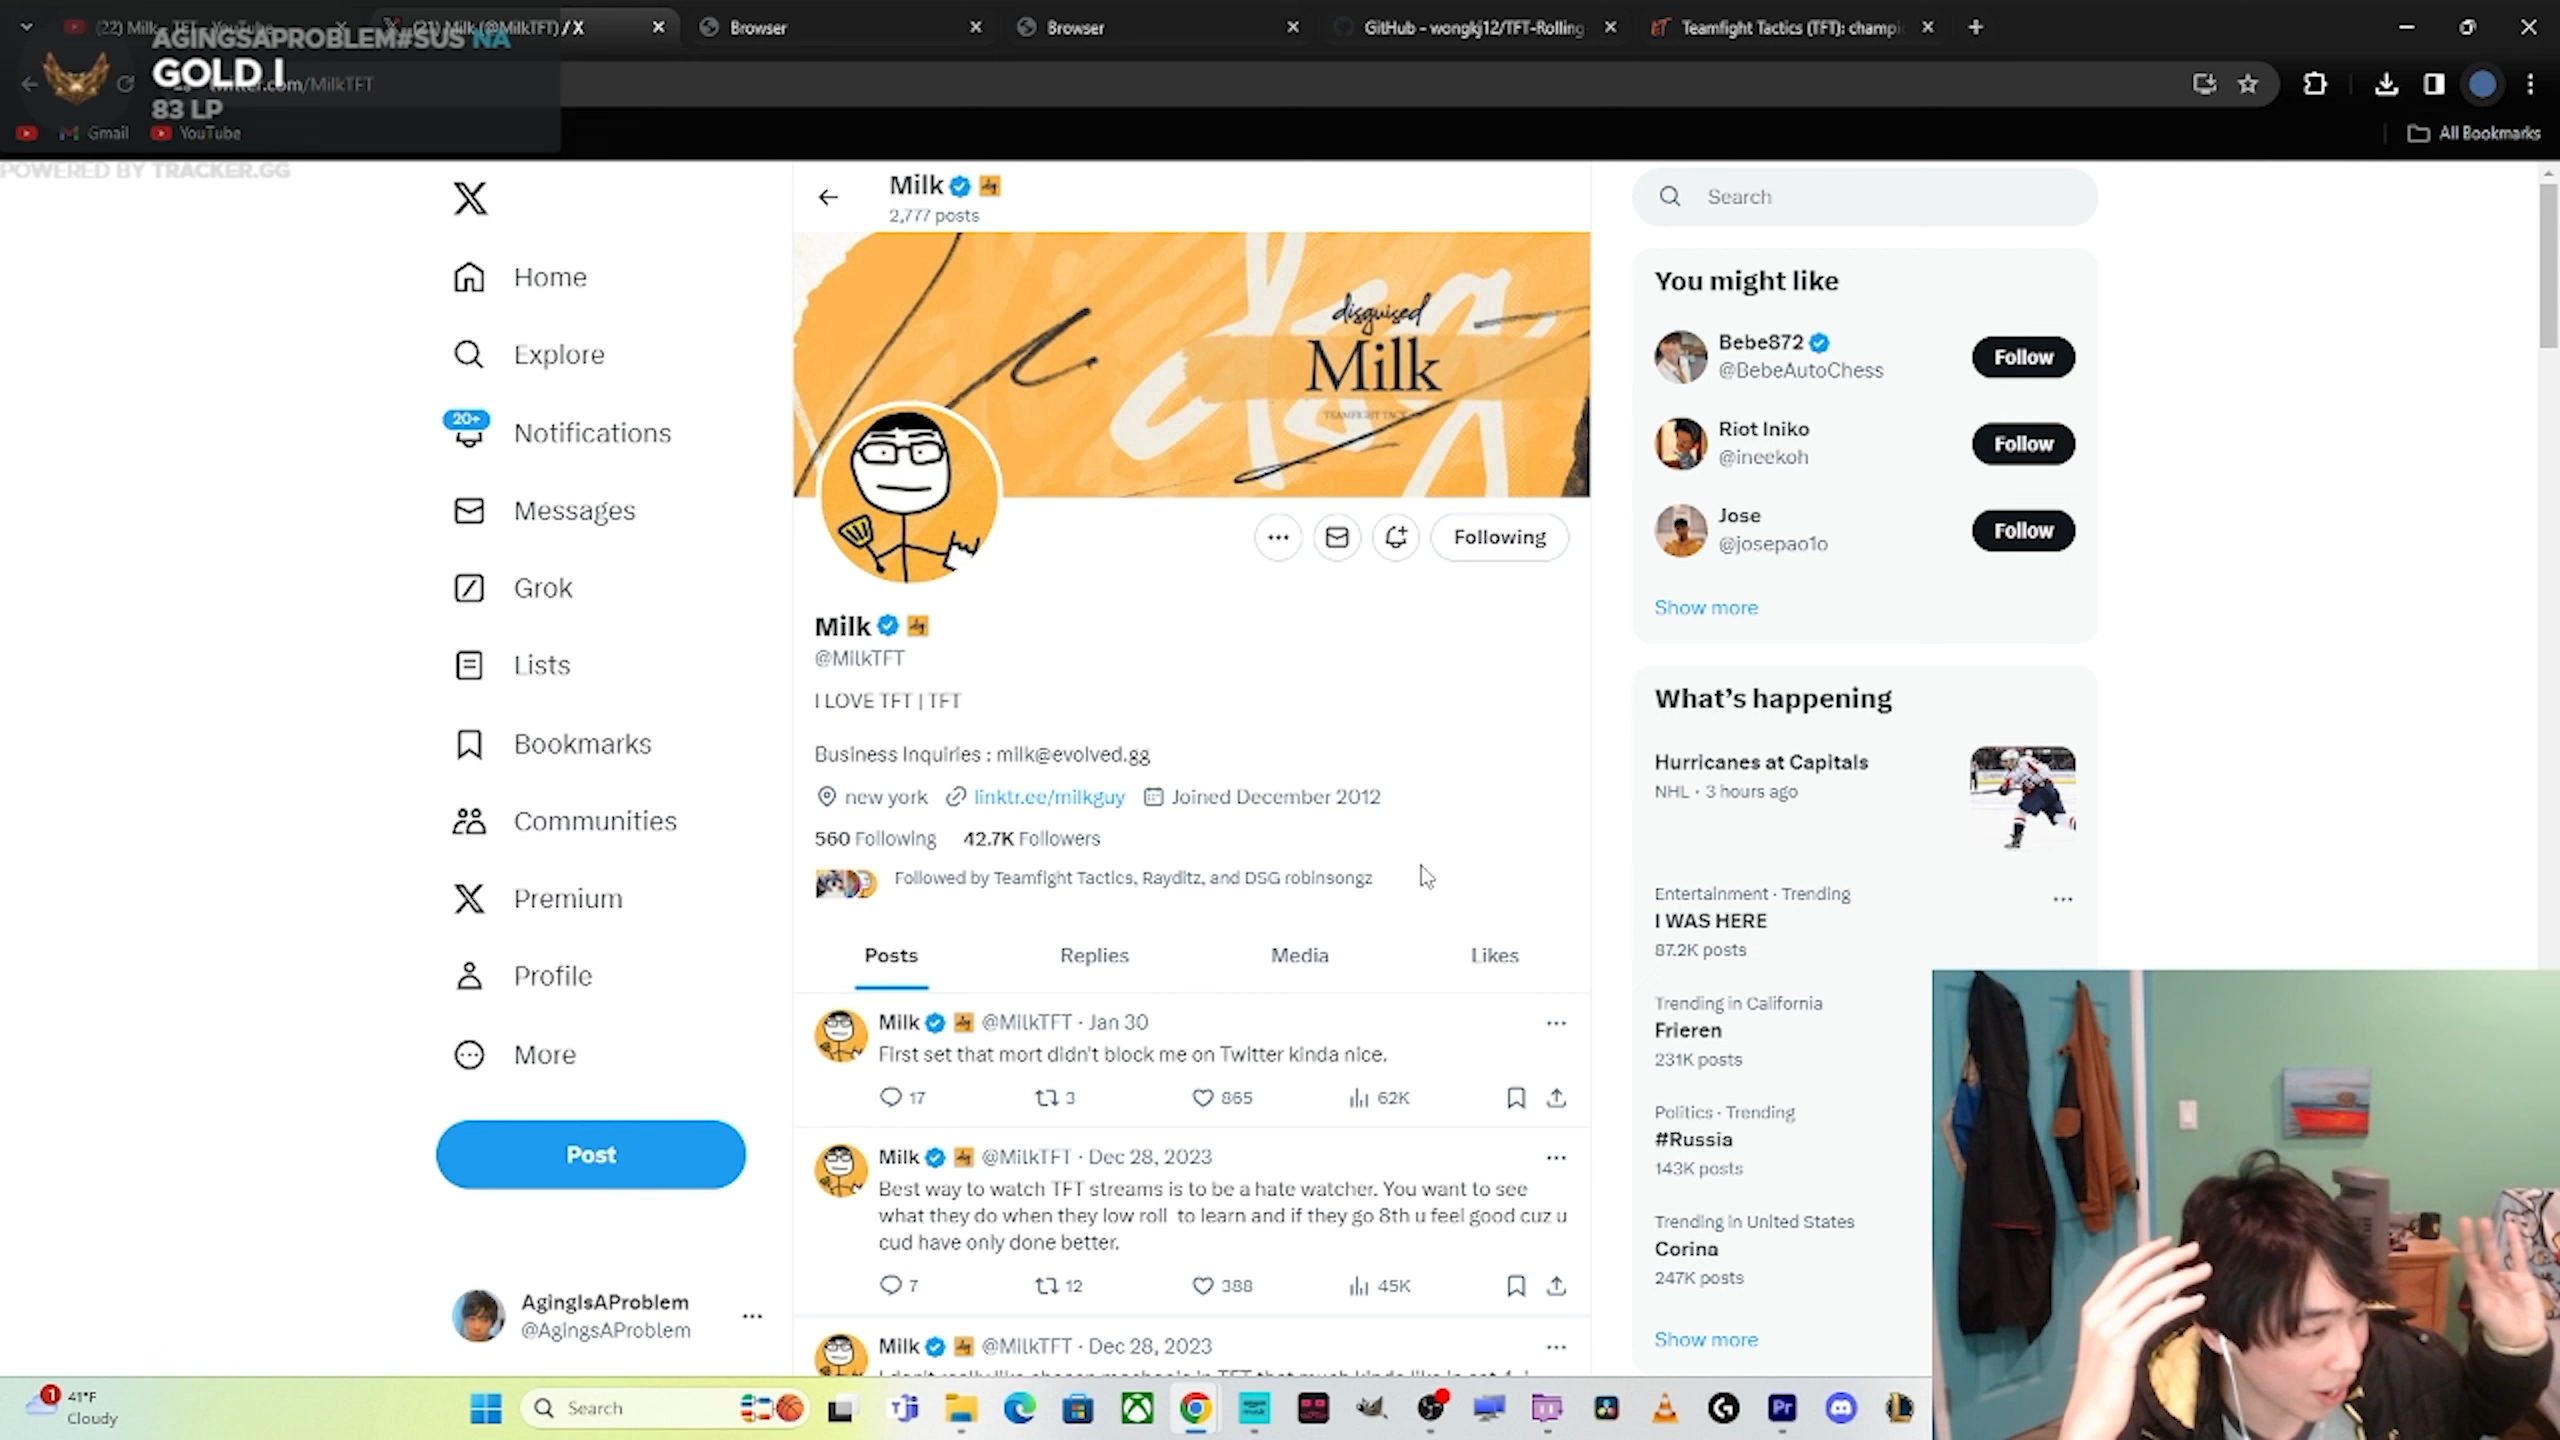 (21) Milk (@MilkTFT) / X
Browser
Browser
GitHub - wongkj12/TFT-Rolling
Teamfight Tactics (TFT): champi
AGINGSAPROBLEM#SUS NA
GOLD I
83 LP
twitter.com/MilkTFT
Gmail
YouTube
All Bookmarks
POWERED BY TRACKER.GG
Home
Explore
20+
Notifications
Messages
Grok
Lists
Bookmarks
Communities
Premium
Profile
More
Post
AgingIsAProblem
@AgingsAProblem
Milk
2,777 posts
disguised
Milk
Following
Milk
@MilkTFT
I LOVE TFT | TFT
Business Inquiries : milk@evolved.gg
new york linktr.ee/milkguy Joined December 2012
560 Following 42.7K Followers
Followed by Teamfight Tactics, Rayditz, and DSG robinsongz
Posts Replies Media Likes
Milk @MilkTFT · Jan 30
First set that mort didn't block me on Twitter kinda nice.
17 3 865 62K
Milk @MilkTFT · Dec 28, 2023
Best way to watch TFT streams is to be a hate watcher. You want to see
what they do when they low roll to learn and if they go 8th u feel good cuz u
cud have only done better.
7 12 388 45K
Milk @MilkTFT · Dec 28, 2023
Search
You might like
Bebe872
@BebeAutoChess
Follow
Riot Iniko
@ineekoh
Follow
Jose
@josepao1o
Follow
Show more
What's happening
Hurricanes at Capitals
NHL · 3 hours ago
Entertainment · Trending
I WAS HERE
87.2K posts
Trending in California
Frieren
231K posts
Politics · Trending
#Russia
143K posts
Trending in United States
Corina
247K posts
Show more
1
41°F
Cloudy
Search
Pr